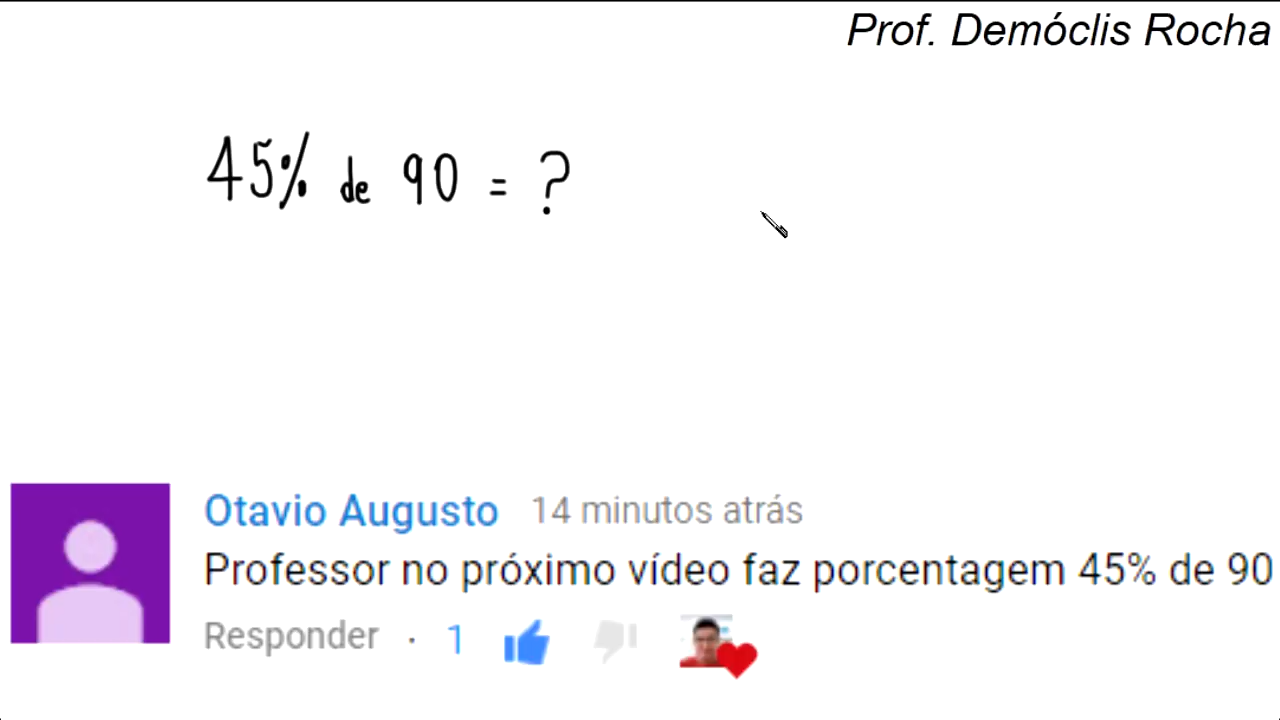 Prof. Demóclis Rocha
45% de 90 = ?
Otavio Augusto 14 minutos atrás
Professor no próximo vídeo faz porcentagem 45% de 90
Responder · 1